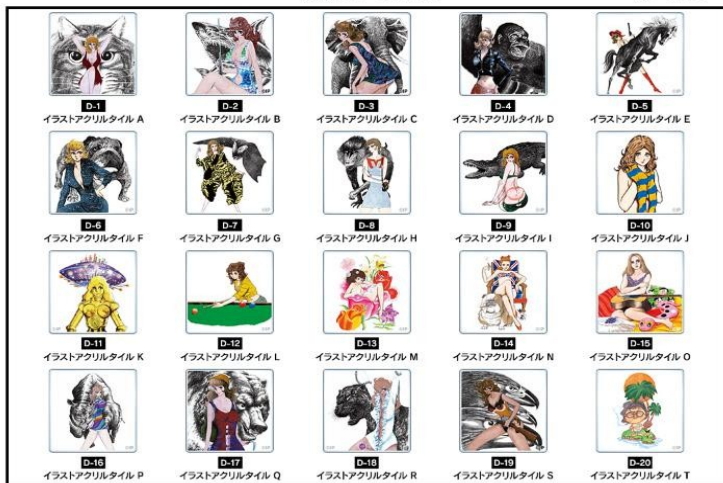 D-1 D-2 D-3 D-4 D-5
イラストアクリルタイル A イラストアクリルタイル B イラストアクリルタイル C イラストアクリルタイル D イラストアクリルタイル E
D-6 D-7 D-8 D-9 D-10
イラストアクリルタイル F イラストアクリルタイル G イラストアクリルタイル H イラストアクリルタイル I イラストアクリルタイル J
D-11 D-12 D-13 D-14 D-15
イラストアクリルタイル K イラストアクリルタイル L イラストアクリルタイル M イラストアクリルタイル N イラストアクリルタイル O
D-16 D-17 D-18 D-19 D-20
イラストアクリルタイル P イラストアクリルタイル Q イラストアクリルタイル R イラストアクリルタイル S イラストアクリルタイル T